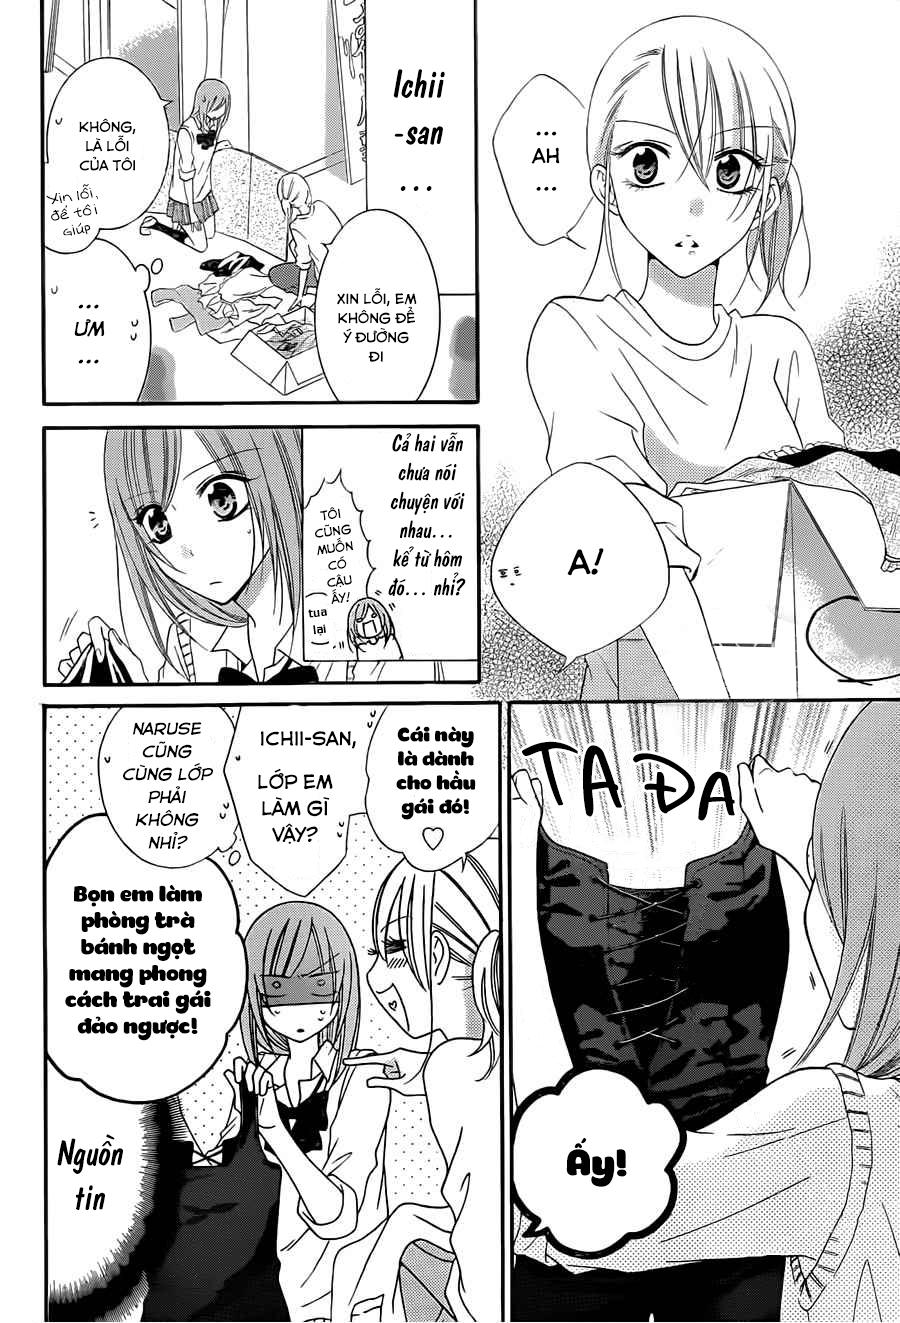 ...
AH
...
Ichii
-san
...
KHÔNG,
LÀ LỖI
CỦA TÔI
Xin lỗi,
để tôi
giúp
XIN LỖI, EM
KHÔNG ĐỂ
Ý ĐƯỜNG
ĐI
...
ƯM
...
A!
Cả hai vẫn
chưa nói
chuyện với
nhau...
kể từ hôm
đó... nhỉ?
TÔI
CŨNG
MUỐN
CÓ
CẬU
ẤY!
tua
lại
TA ĐA
Ấy!
Cái này
là dành
cho hầu
gái đó!
♡
ICHII-SAN,
LỚP EM
LÀM GÌ
VẬY?
NARUSE
CŨNG
CÙNG LỚP
PHẢI
KHÔNG
NHỈ?
Bọn em làm
phòng trà
bánh ngọt
mang phong
cách trai gái
đảo ngược!
Nguồn
tin